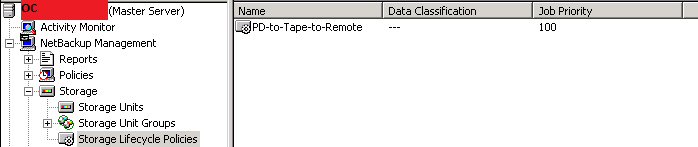 OC (Master Server)
Activity Monitor
NetBackup Management
Reports
Policies
Storage
Storage Units
Storage Unit Groups
Storage Lifecycle Policies
Name Data Classification Job Priority
PD-to-Tape-to-Remote --- 100